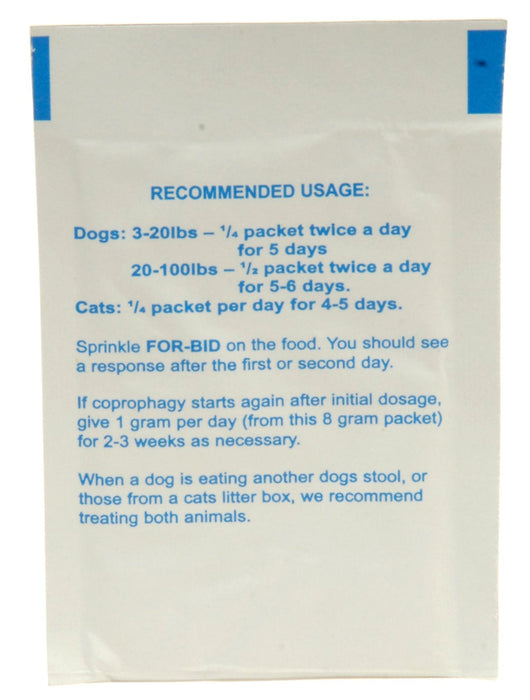 RECOMMENDED USAGE:
Dogs: 3-20lbs – ¼ packet twice a day
for 5 days
20-100lbs – ½ packet twice a day
for 5-6 days.
Cats: ¼ packet per day for 4-5 days.
Sprinkle FOR-BID on the food. You should see
a response after the first or second day.
If coprophagy starts again after initial dosage,
give 1 gram per day (from this 8 gram packet)
for 2-3 weeks as necessary.
When a dog is eating another dogs stool, or
those from a cats litter box, we recommend
treating both animals.